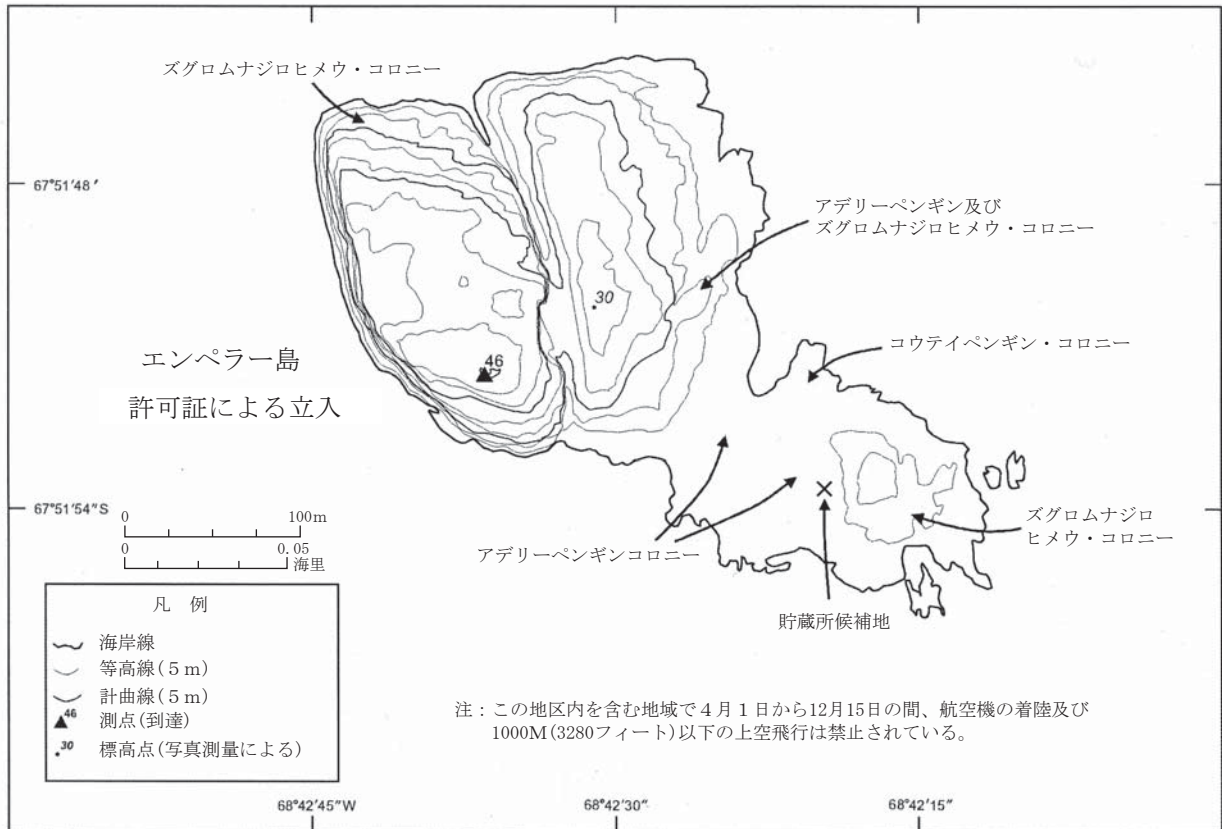 ズグロムナジロヒメウ・コロニー
67°51′48′
アデリーペンギン及び
ズグロムナジロヒメウ・コロニー
30
コウテイペンギン・コロニー
エンペラー島
許可証による立入
46
67°51′54″S
0 100m
0 0.05
海里
アデリーペンギンコロニー
ズグロムナジロ
ヒメウ・コロニー
貯蔵所候補地
凡 例
海岸線
等高線(5m)
計曲線(5m)
46 測点(到達)
30 標高点(写真測量による)
注：この地区内を含む地域で4月1日から12月15日の間、航空機の着陸及び
1000M(3280フィート)以下の上空飛行は禁止されている。
68°42′45″W
68°42′30″
68°42′15″